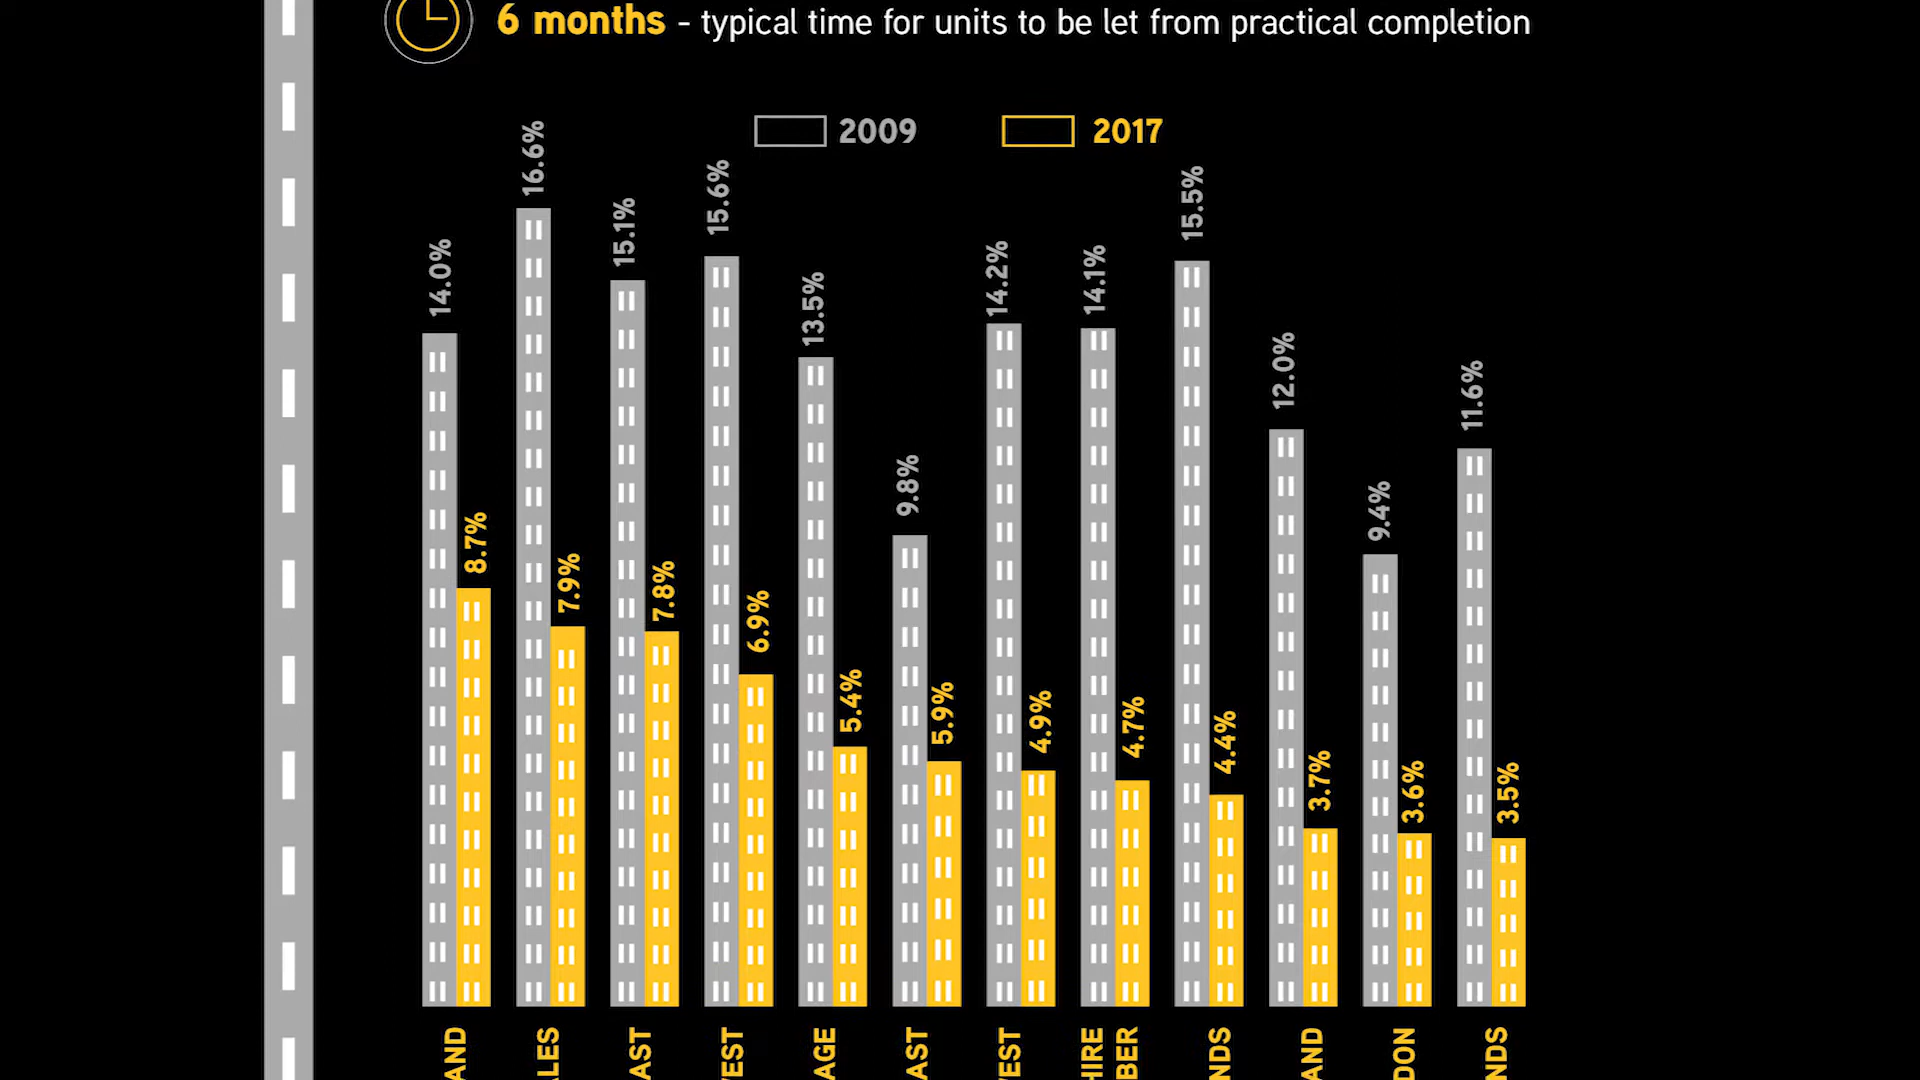 6 months - typical time for units to be let from practical completion
2009
2017
14.0%
8.7%
16.6%
7.9%
15.1%
7.8%
15.6%
6.9%
13.5%
5.4%
9.8%
5.9%
14.2%
4.9%
14.1%
4.7%
15.5%
4.4%
12.0%
3.7%
9.4%
3.6%
11.6%
3.5%
AND
ALES
AST
VEST
AGE
AST
EST
HIRE
BER
NDS
AND
DON
NDS